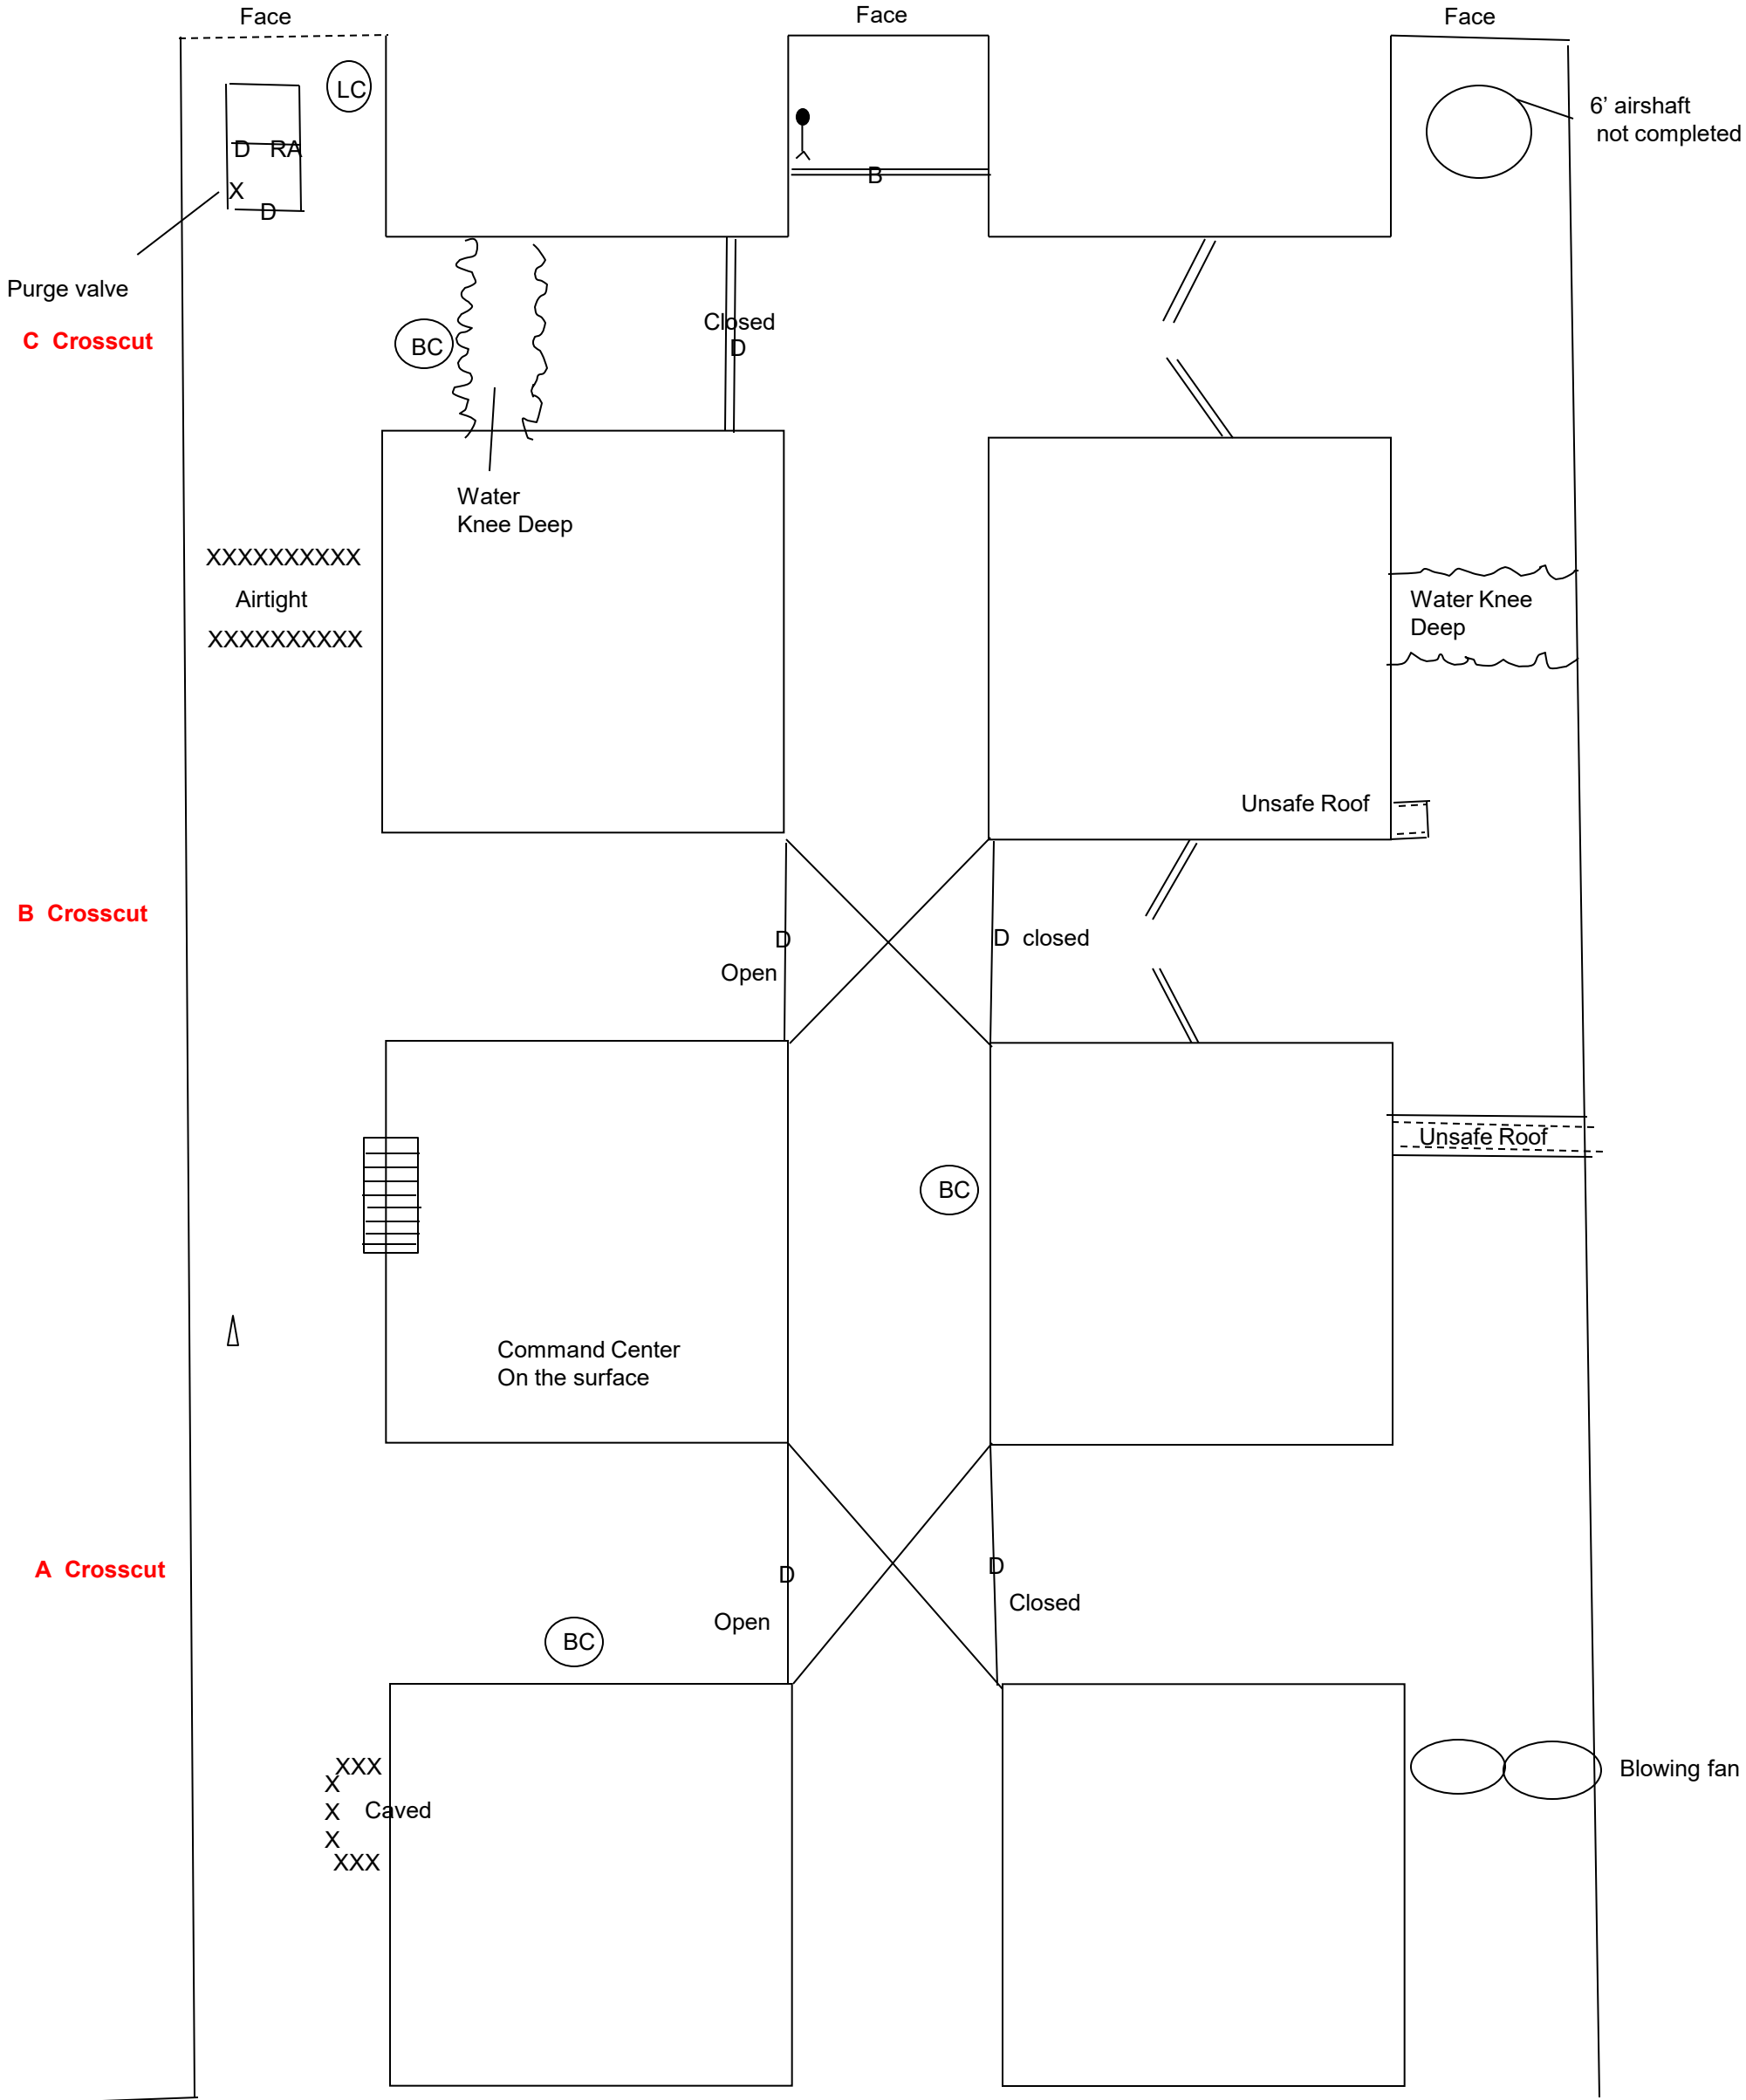 Face
Face
Face
LC
6’ airshaft
not completed
D RA
X
D
B
Purge valve
C Crosscut
BC
Closed
D
Water
Knee Deep
XXXXXXXXXX
Airtight
XXXXXXXXXX
Water Knee
Deep
Unsafe Roof
B Crosscut
D
Open
D closed
Unsafe Roof
BC
Command Center
On the surface
A Crosscut
D
Open
D
Closed
BC
XXX
X
X Caved
X
XXX
Blowing fan